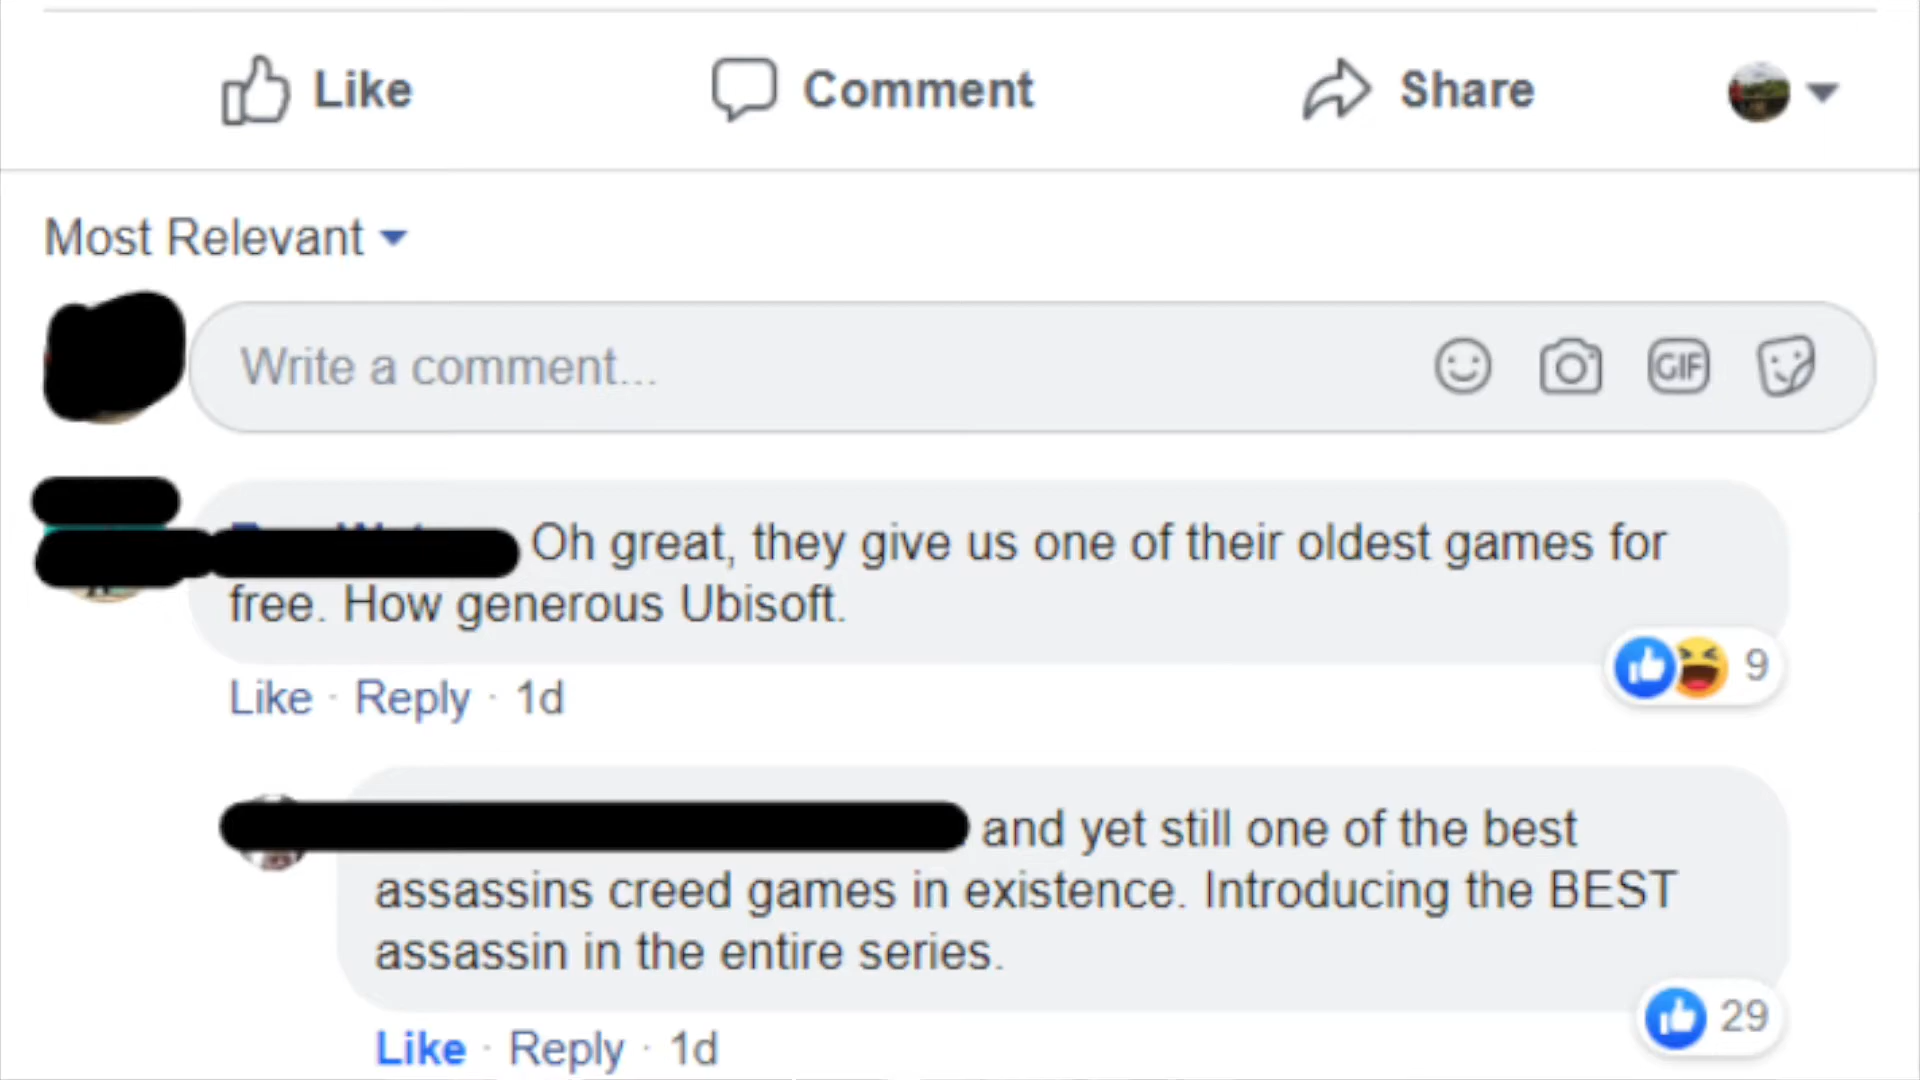 Like Comment Share
Most Relevant
Write a comment...
GIF
Oh great, they give us one of their oldest games for
free. How generous Ubisoft.
9
Like · Reply · 1d
and yet still one of the best
assassins creed games in existence. Introducing the BEST
assassin in the entire series.
29
Like · Reply · 1d